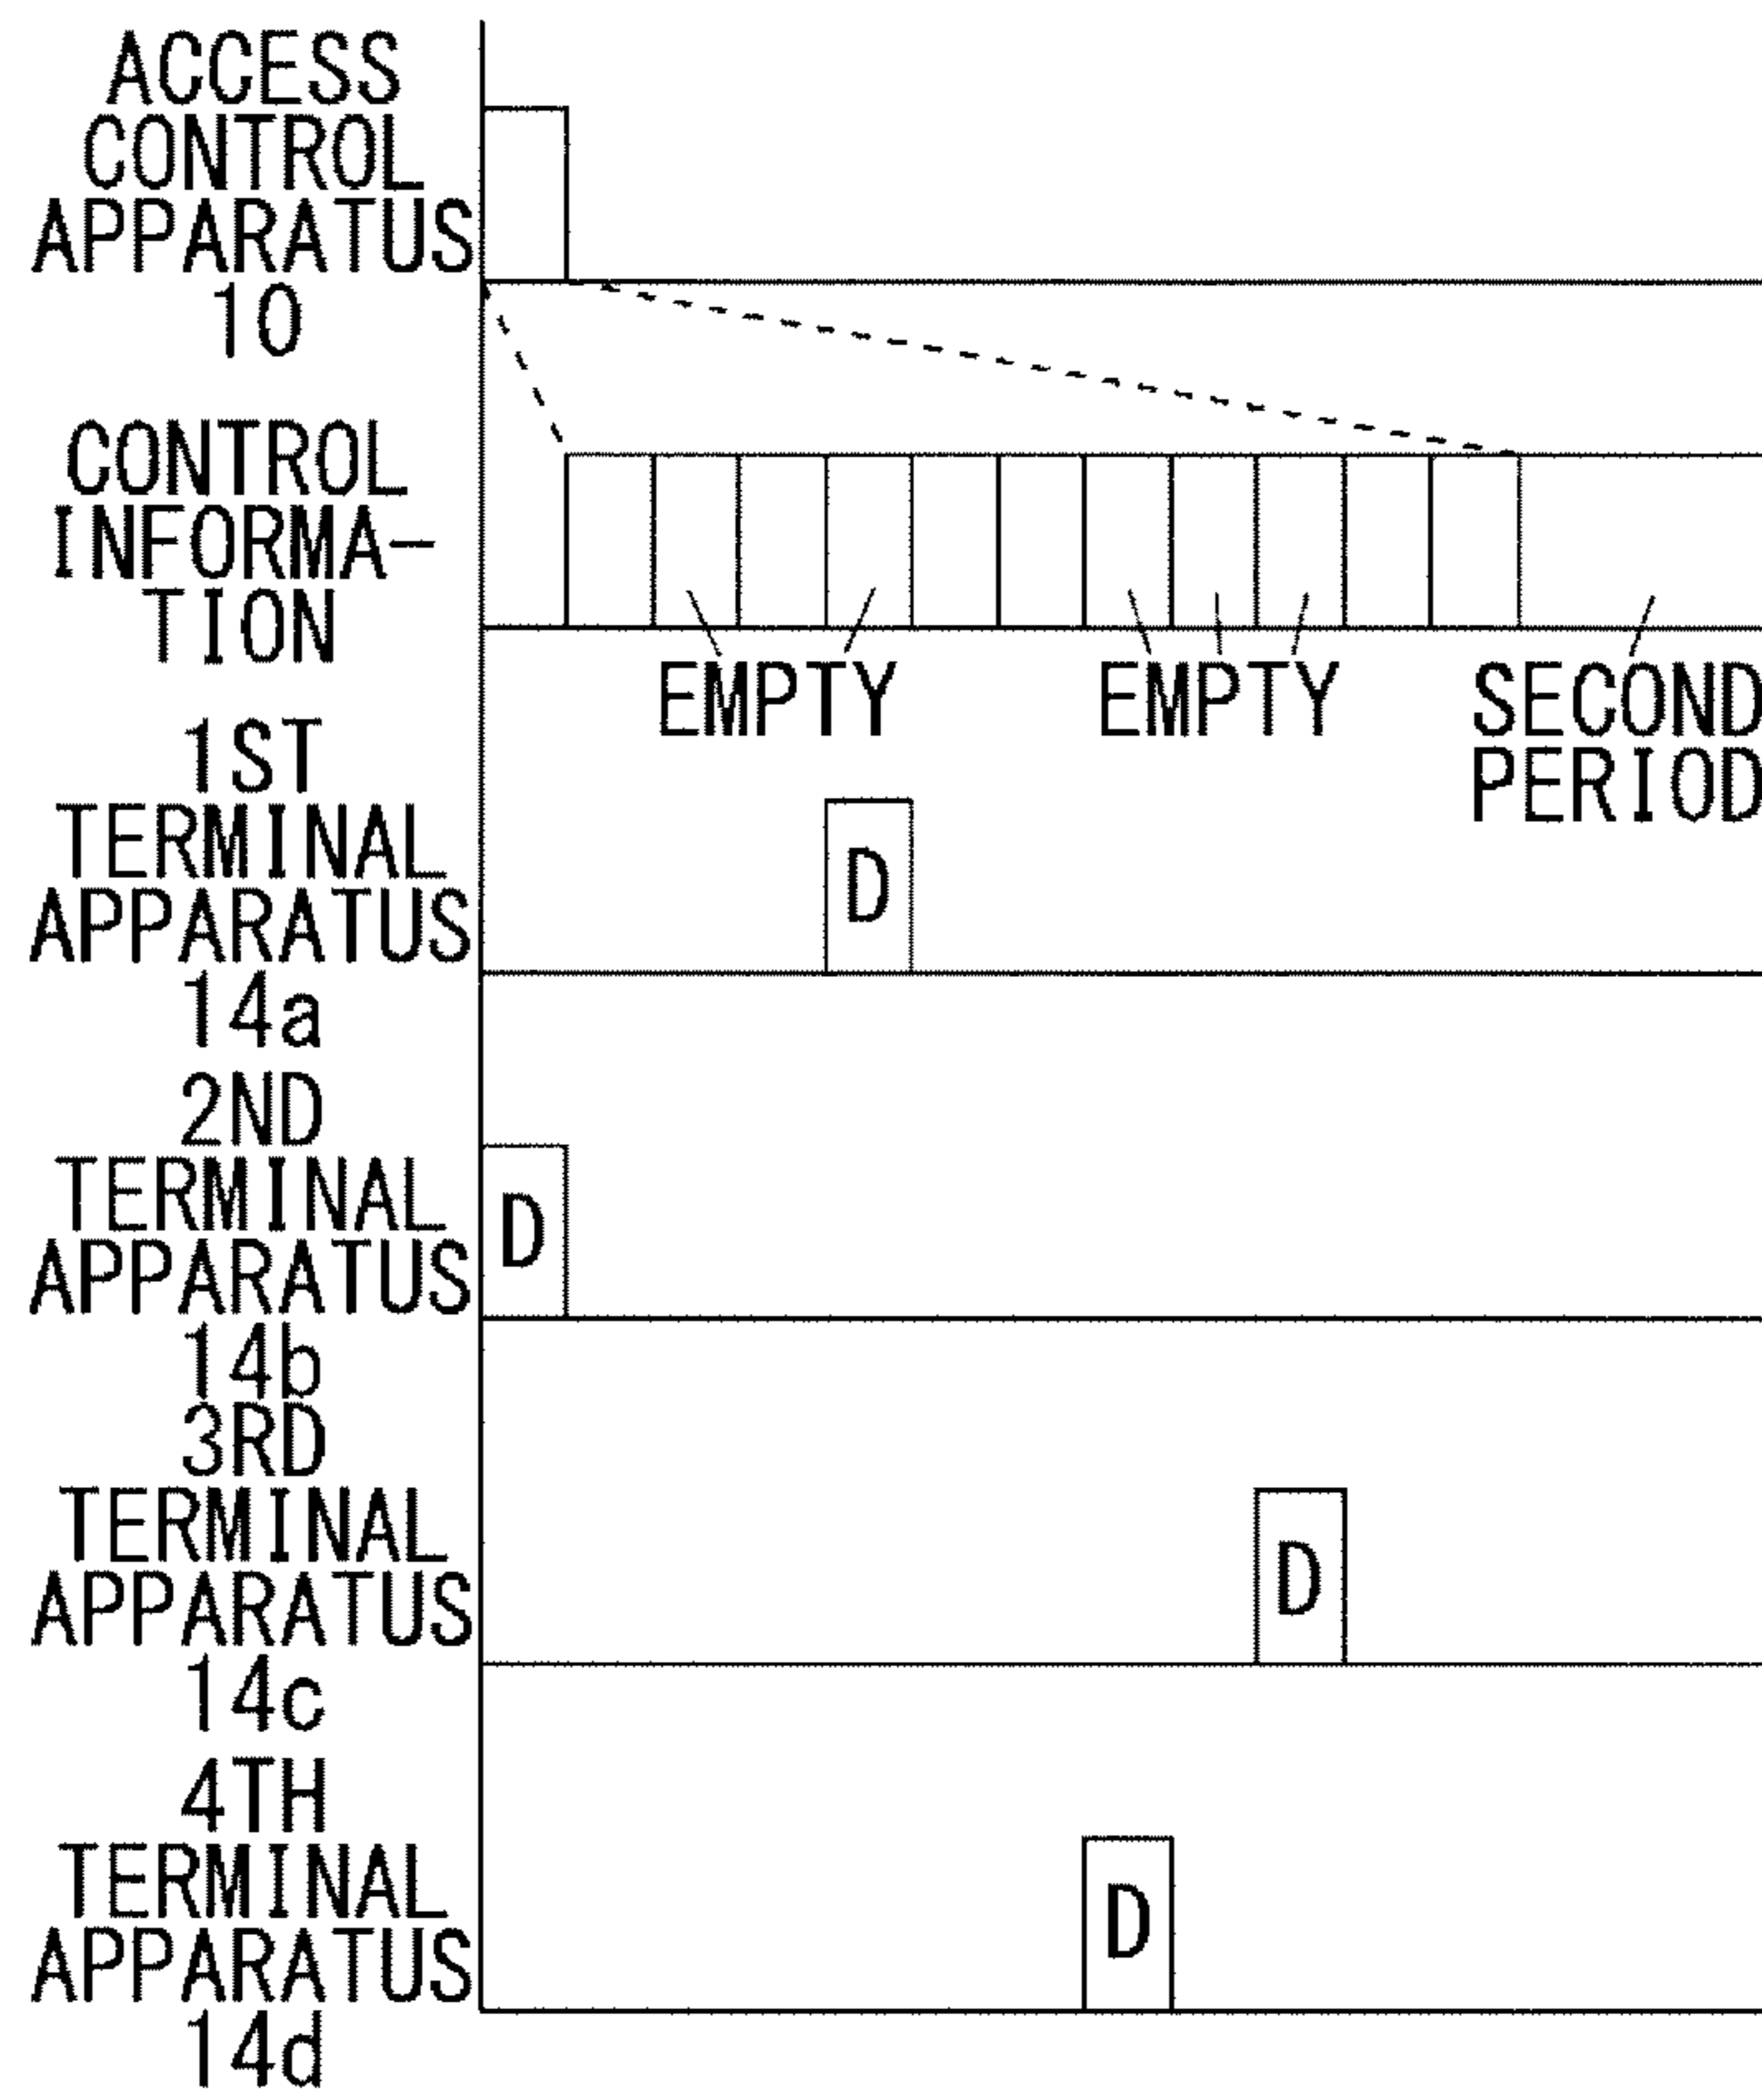 ACCESS
CONTROL
APPARATUS
10
CONTROL
INFORMA-
TION
EMPTY
EMPTY
SECOND
PERIOD
1ST
TERMINAL
APPARATUS
14a
D
2ND
TERMINAL
APPARATUS
14b
D
3RD
TERMINAL
APPARATUS
14c
D
4TH
TERMINAL
APPARATUS
14d
D